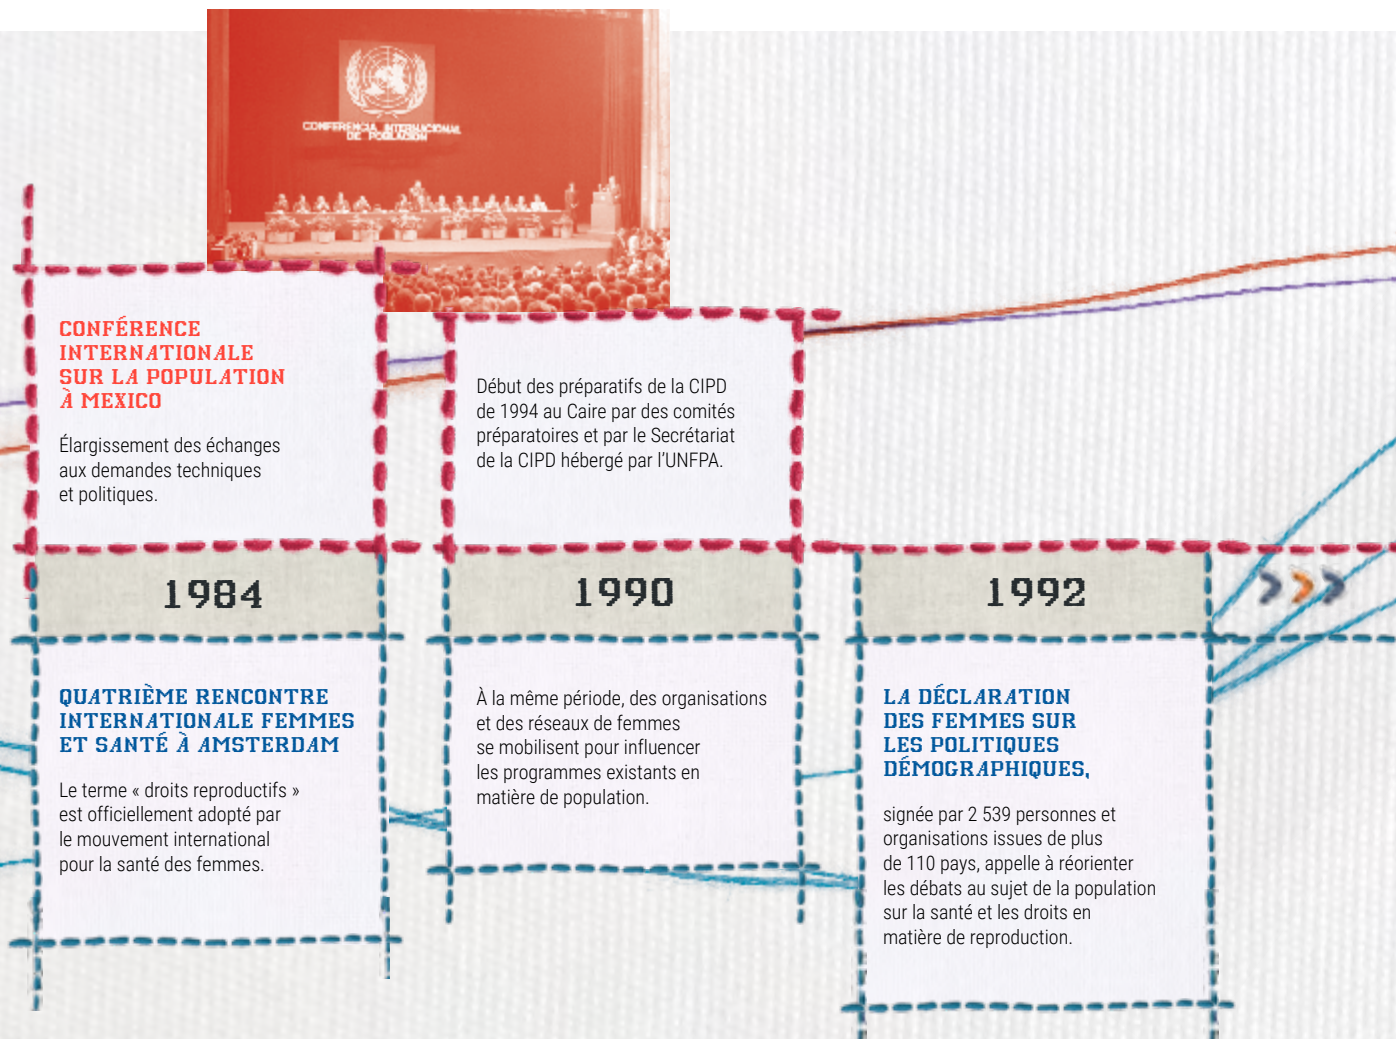 CONFERENCIA INTERNACIONAL
DE POBLACION
CONFÉRENCE
INTERNATIONALE
SUR LA POPULATION
À MEXICO
Élargissement des échanges
aux demandes techniques
et politiques.
Début des préparatifs de la CIPD
de 1994 au Caire par des comités
préparatoires et par le Secrétariat
de la CIPD hébergé par l’UNFPA.
1984
1990
1992
QUATRIÈME RENCONTRE
INTERNATIONALE FEMMES
ET SANTÉ À AMSTERDAM
Le terme « droits reproductifs »
est officiellement adopté par
le mouvement international
pour la santé des femmes.
À la même période, des organisations
et des réseaux de femmes
se mobilisent pour influencer
les programmes existants en
matière de population.
LA DÉCLARATION
DES FEMMES SUR
LES POLITIQUES
DÉMOGRAPHIQUES,
signée par 2 539 personnes et
organisations issues de plus
de 110 pays, appelle à réorienter
les débats au sujet de la population
sur la santé et les droits en
matière de reproduction.